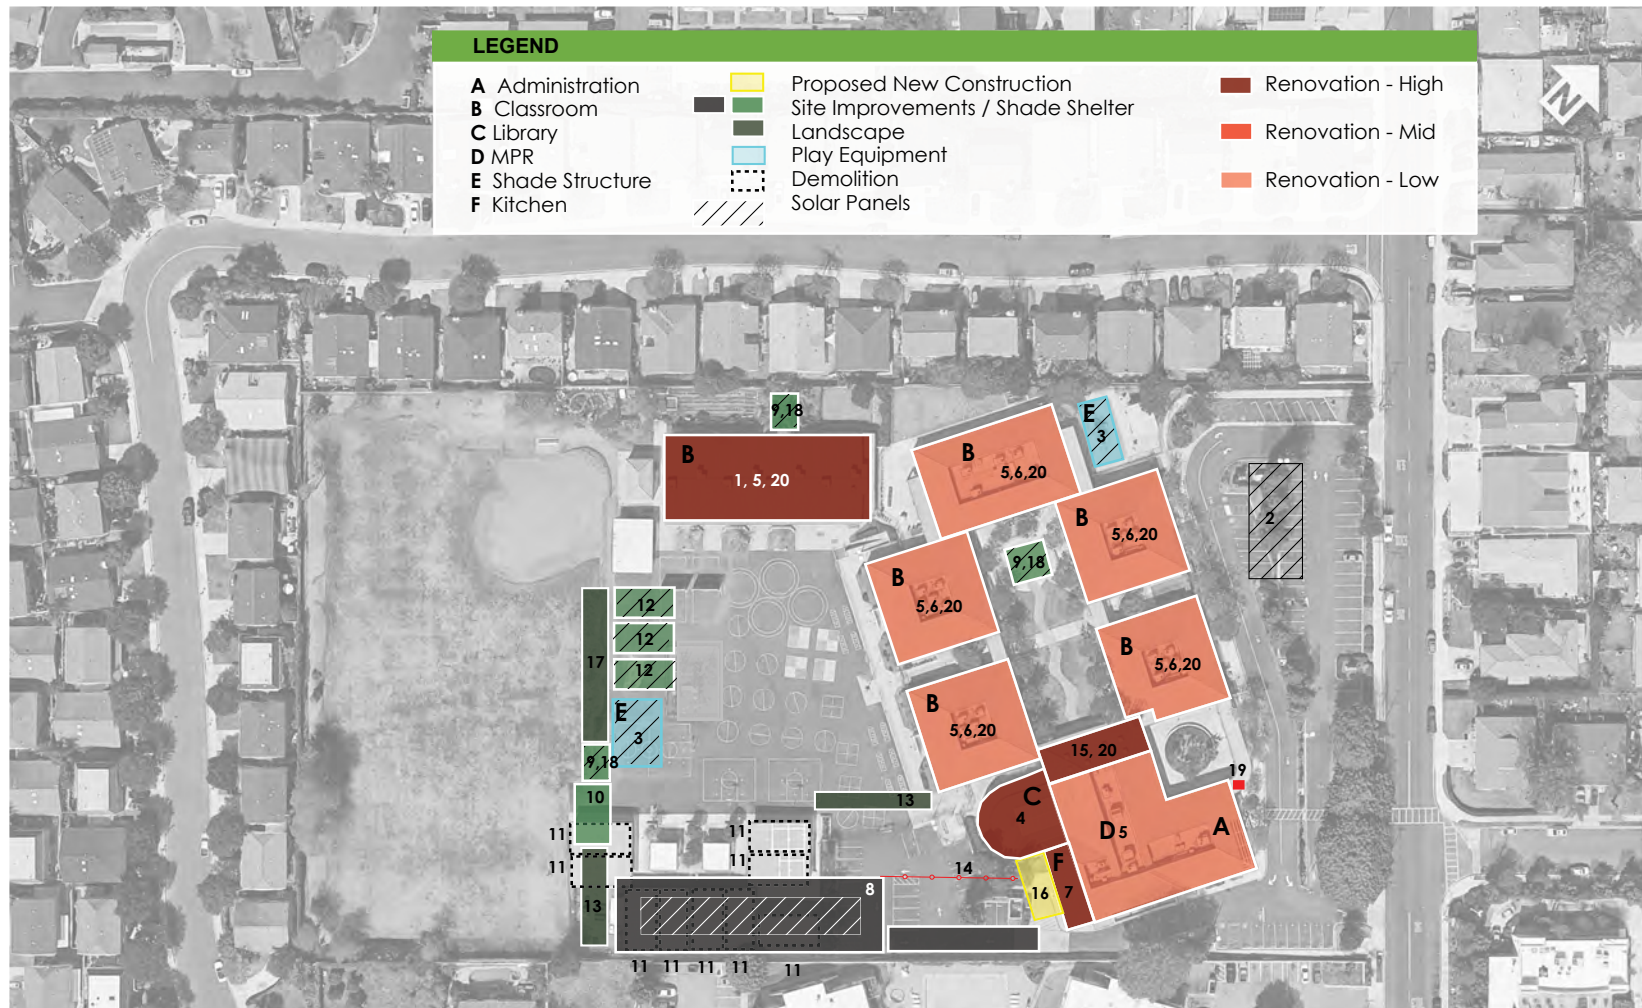 LEGEND
A Administration
B Classroom
C Library
D MPR
E Shade Structure
F Kitchen
Proposed New Construction
Site Improvements / Shade Shelter
Landscape
Play Equipment
Demolition
Solar Panels
Renovation - High
Renovation - Mid
Renovation - Low
N
9,18
E
3
B
1, 5, 20
B
5,6,20
B
5,6,20
2
9,18
B
5,6,20
12
12
12
17
B
5,6,20
B
5,6,20
E
3
9,18
15, 20
19
10
13
C
4
D 5
A
11
11
11
11
14
F
8
16
7
13
11
11
11,
11
11